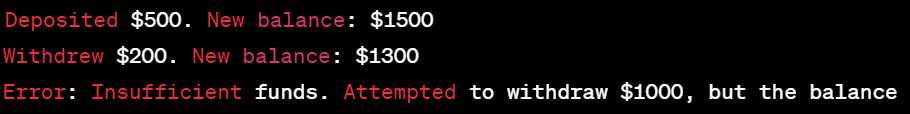 Deposited $500. New balance: $1500
Withdrew $200. New balance: $1300
Error: Insufficient funds. Attempted to withdraw $1000, but the balance